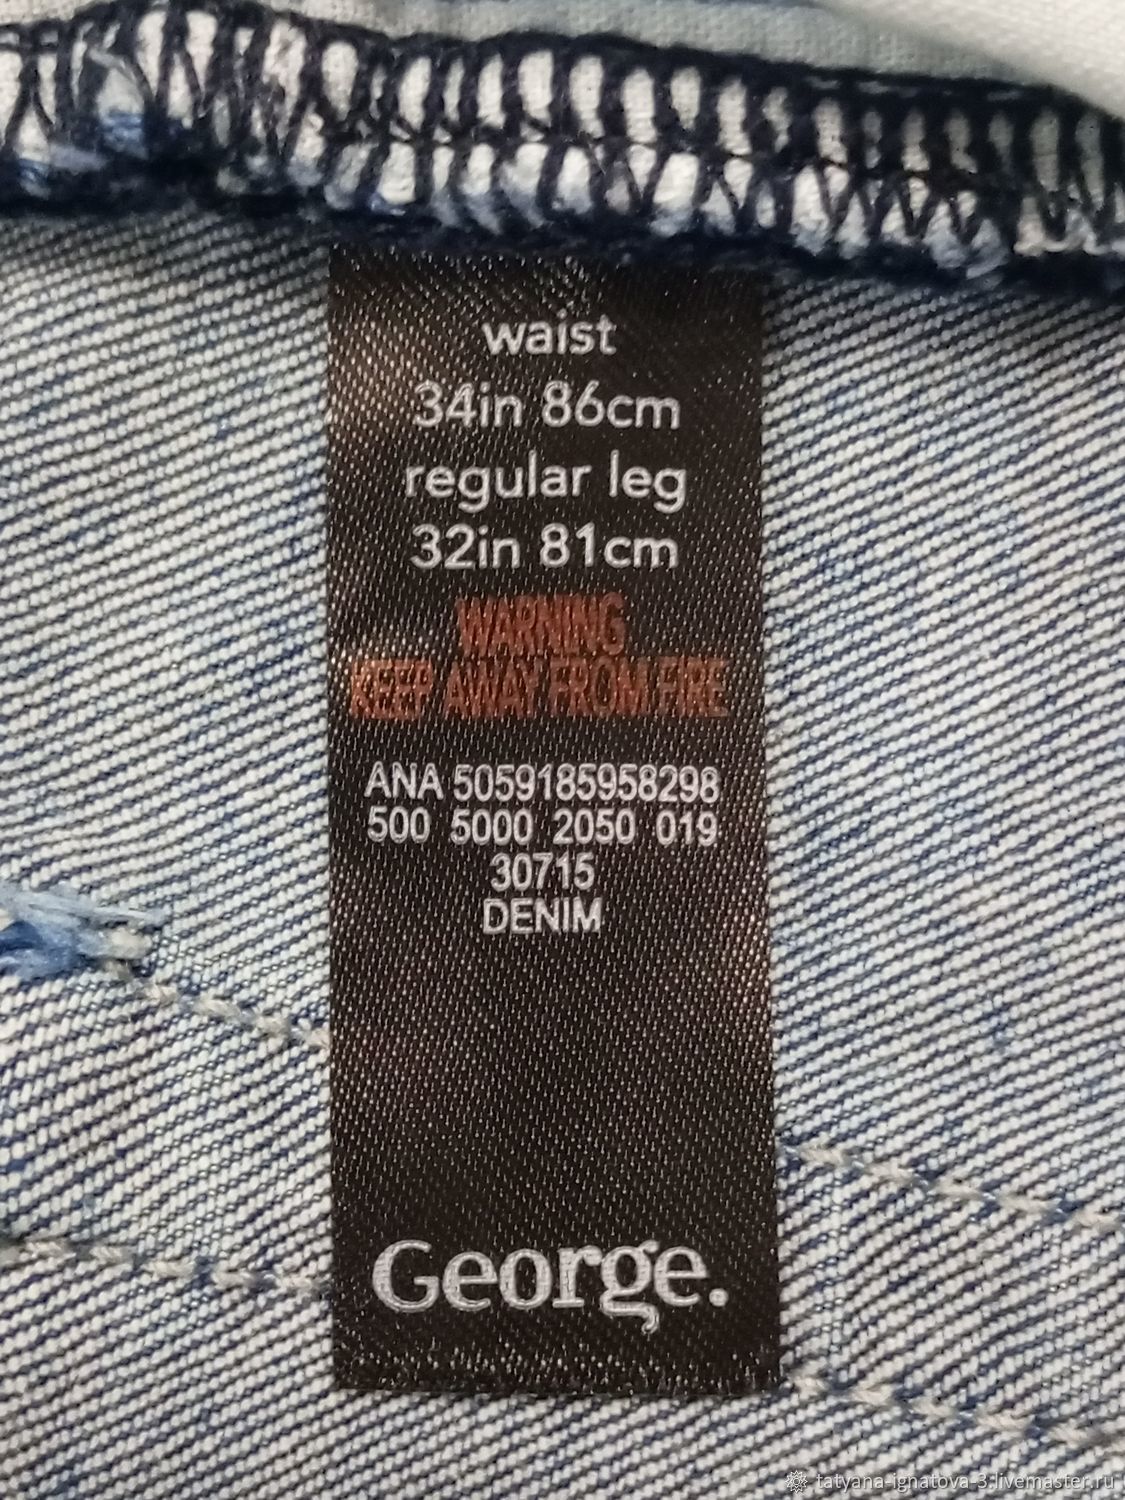 waist
34in 86cm
regular leg
32in 81cm
WARNING
KEEP AWAY FROM FIRE
ANA 5059185958298
500 5000 2050 019
30715
DENIM
George.
tatyana-ignatova-3.livemaster.ru